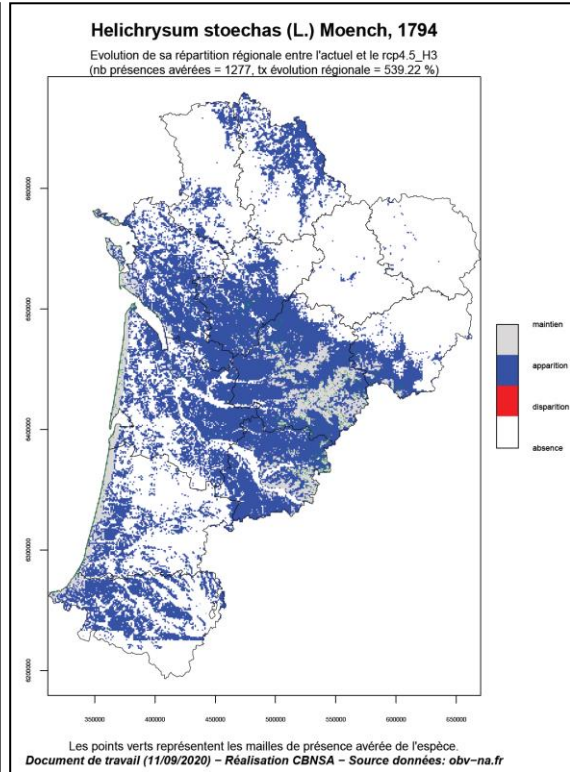 Helichrysum stoechas (L.) Moench, 1794
Evolution de sa répartition régionale entre l'actuel et le rcp4.5_H3
(nb présences avérées = 1277, tx évolution régionale = 539.22 %)
6600000
6500000
6400000
6300000
6200000
maintien
apparition
disparition
absence
350000 400000 450000 500000 550000 600000 650000
Les points verts représentent les mailles de présence avérée de l'espèce.
Document de travail (11/09/2020) − Réalisation CBNSA − Source données: obv−na.fr